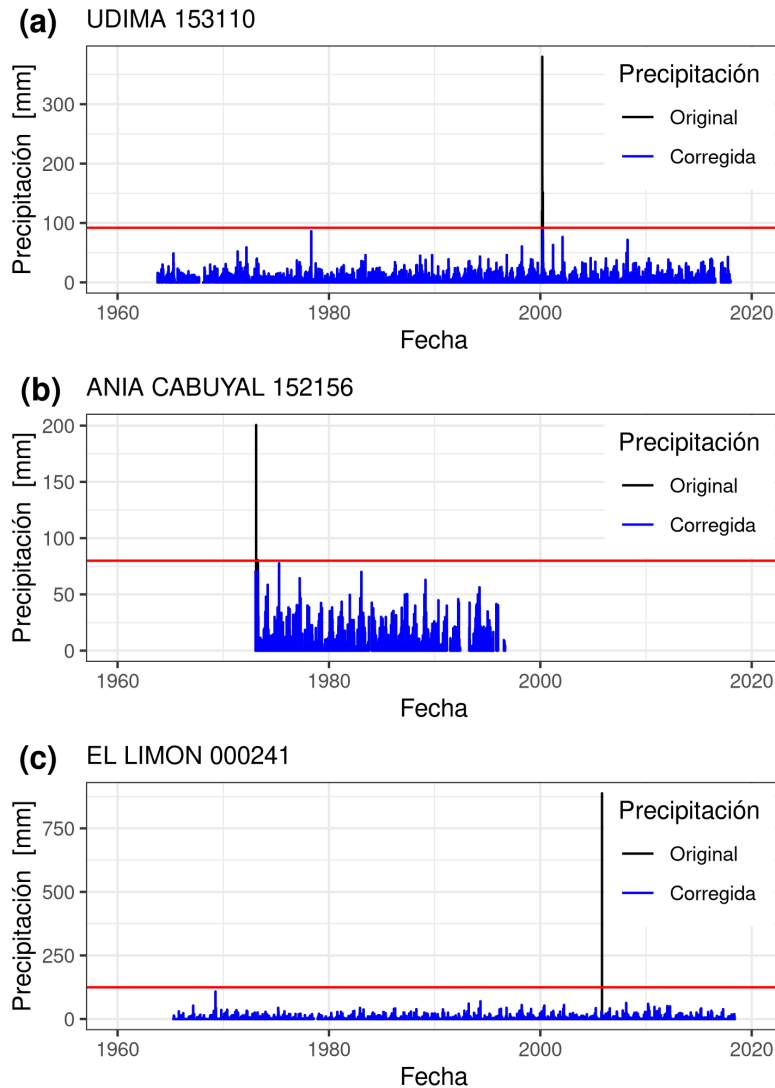 (a) UDIMA 153110
Precipitación [mm]
300
200
100
0
Precipitación
Original
Corregida
1960 1980 2000 2020
Fecha
(b) ANIA CABUYAL 152156
Precipitación [mm]
200
150
100
50
0
Precipitación
Original
Corregida
1960 1980 2000 2020
Fecha
(c) EL LIMON 000241
Precipitación [mm]
750
500
250
0
Precipitación
Original
Corregida
1960 1980 2000 2020
Fecha